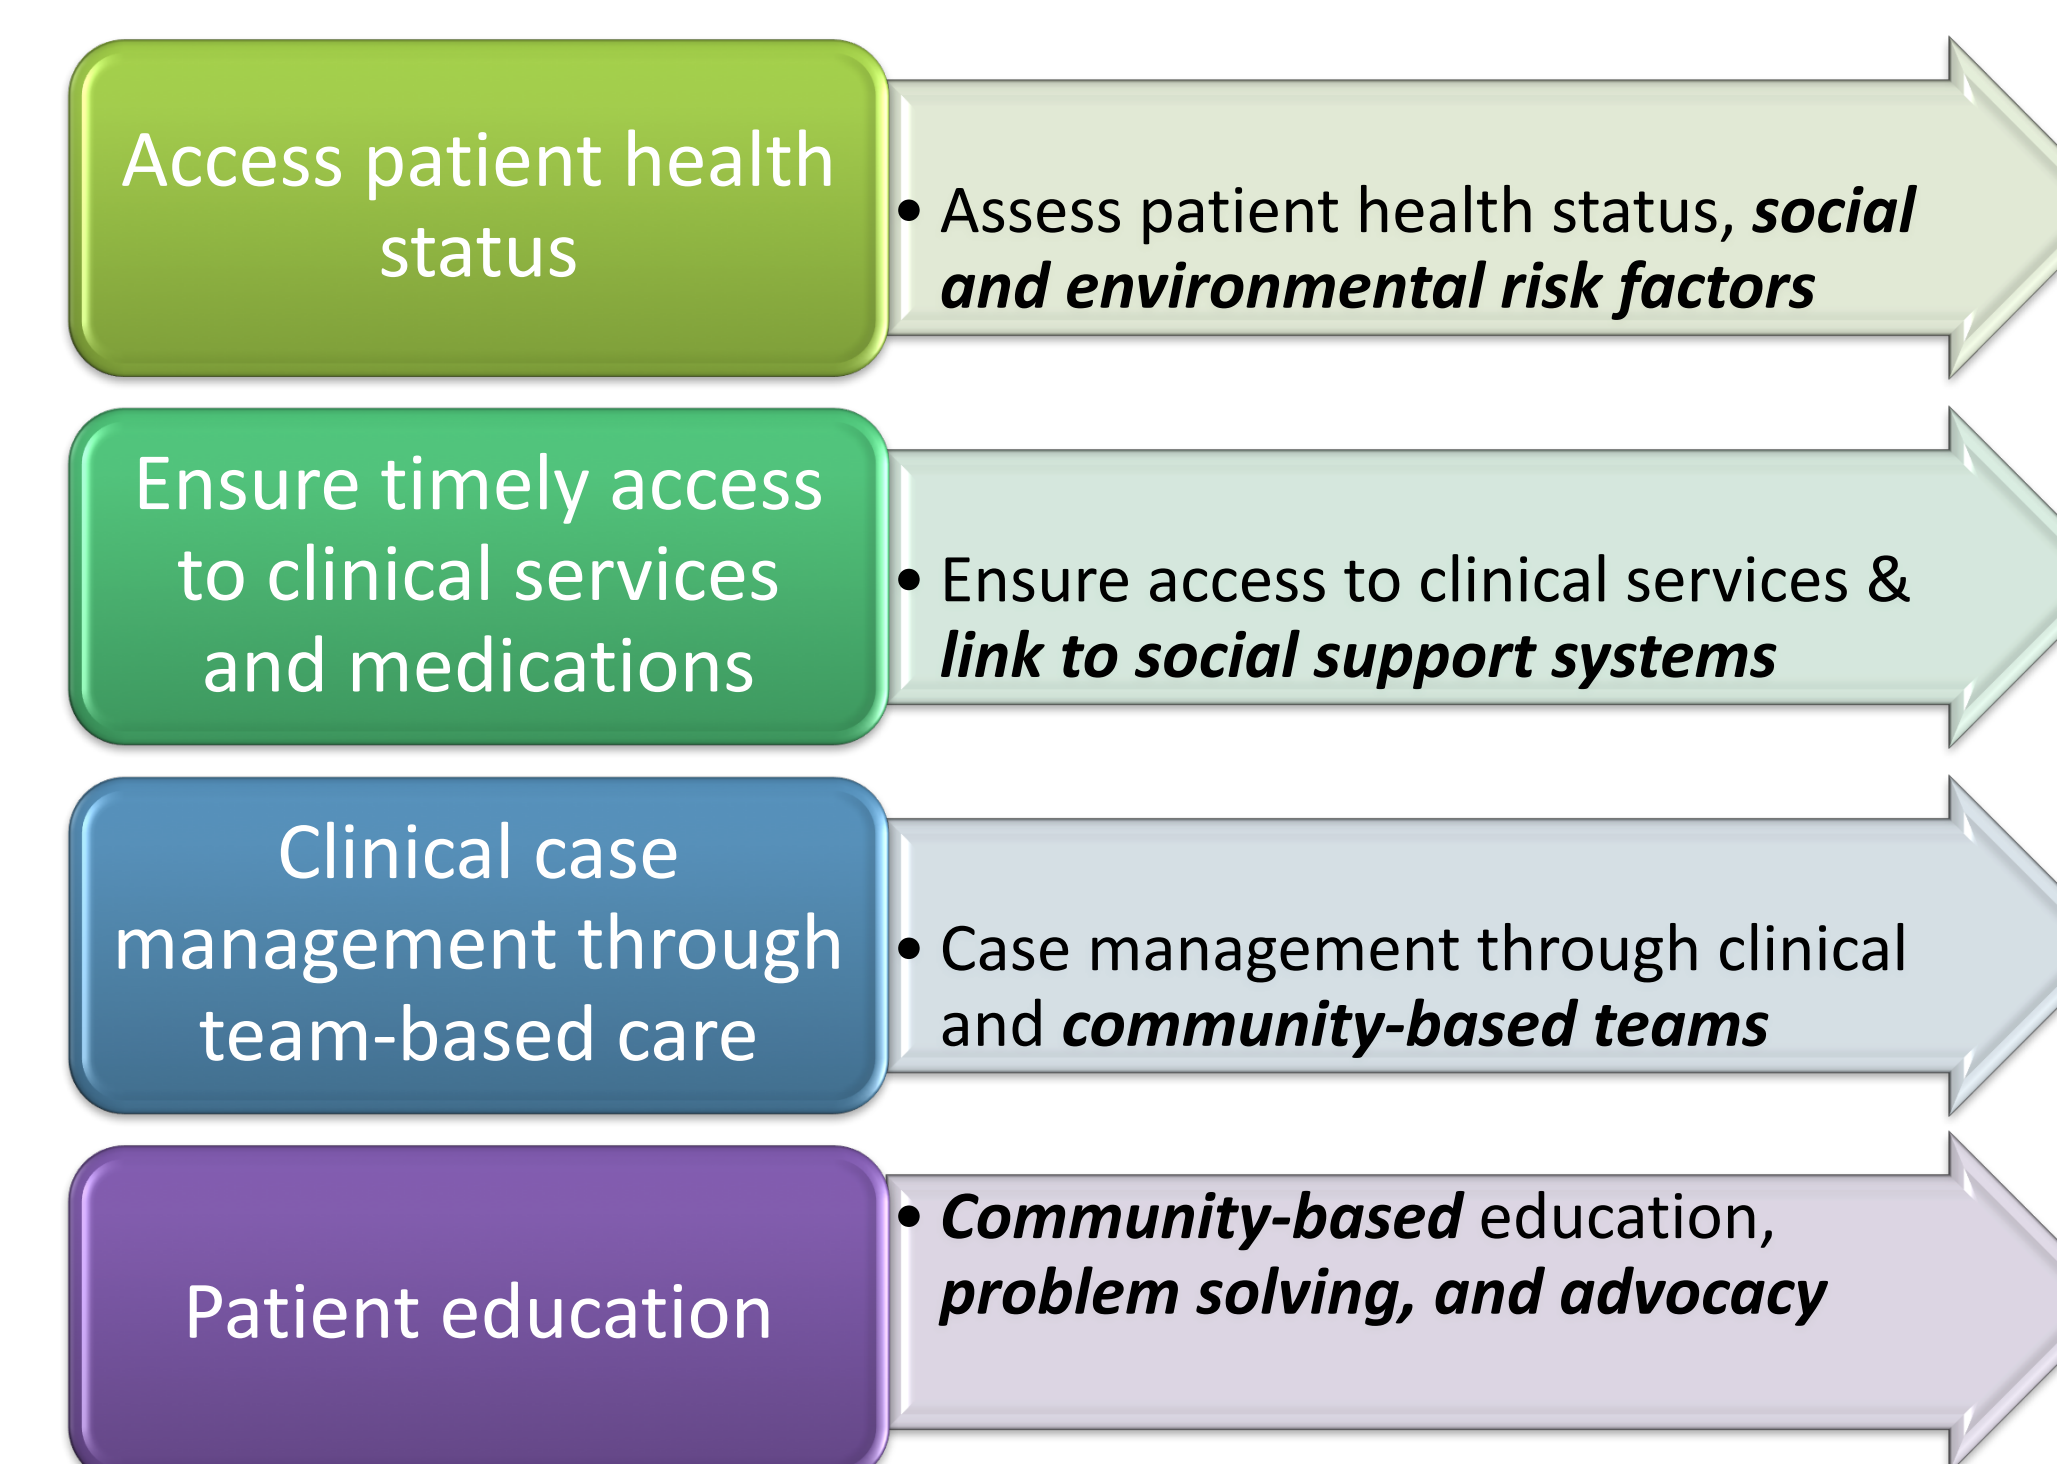 Access patient health
status
• Assess patient health status, social
and environmental risk factors
Ensure timely access
to clinical services
and medications
• Ensure access to clinical services &
link to social support systems
Clinical case
management through
team-based care
• Case management through clinical
and community-based teams
Patient education
• Community-based education,
problem solving, and advocacy